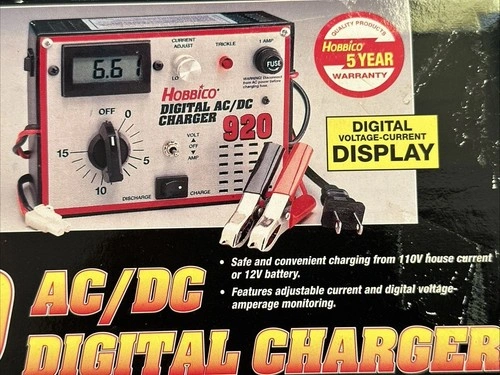 CURRENT
ADJUST
TRICKLE
1 AMP
6.61
LO
FUSE
HOBBICO
DIGITAL AC/DC
CHARGER 920
OFF
0
5
10
15
VOLT
OFF
AMP
DISCHARGE
CHARGE
QUALITY PRODUCTS
HOBBICO
5 YEAR
WARRANTY
DIGITAL
VOLTAGE-CURRENT
DISPLAY
• Safe and convenient charging from 110V house current
or 12V battery.
• Features adjustable current and digital voltage-
amperage monitoring.
AC/DC
DIGITAL CHARGER